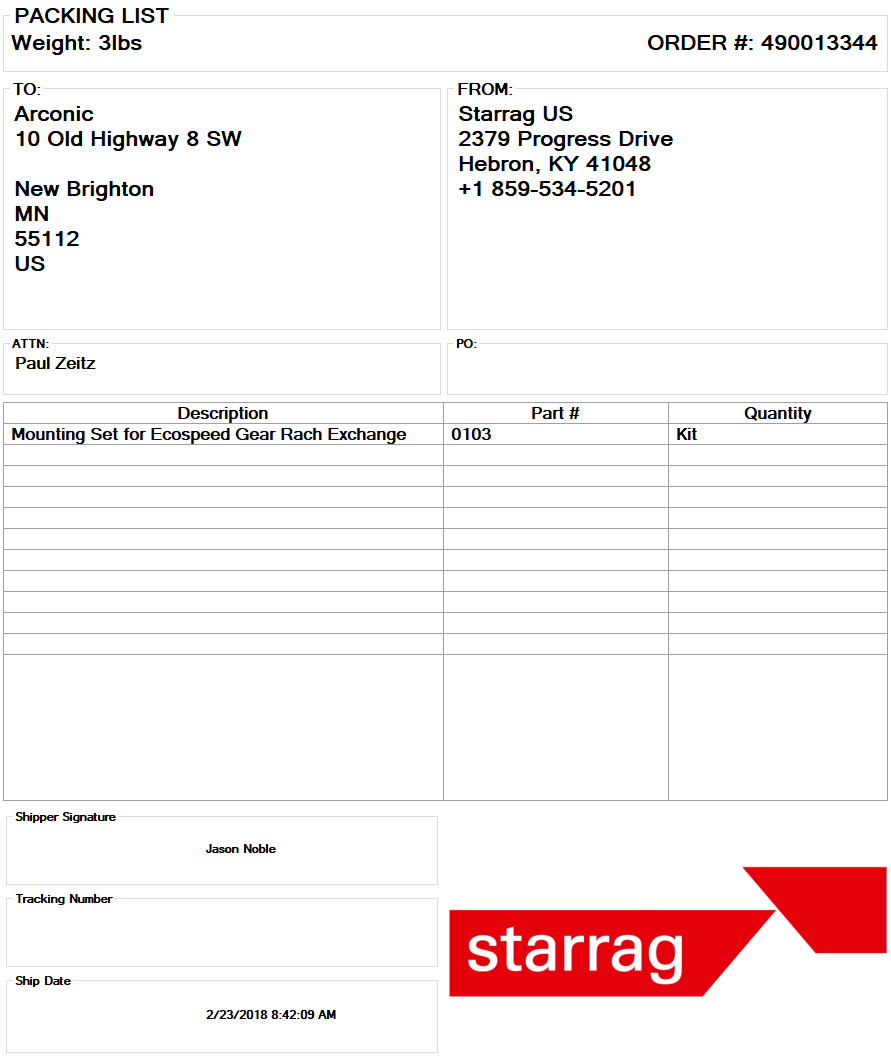 PACKING LIST
Weight: 3lbs
ORDER #: 490013344
TO:
Arconic
10 Old Highway 8 SW
New Brighton
MN
55112
US
FROM:
Starrag US
2379 Progress Drive
Hebron, KY 41048
+1 859-534-5201
ATTN:
Paul Zeitz
PO:
Description Part # Quantity
Mounting Set for Ecospeed Gear Rach Exchange 0103 Kit
Shipper Signature
Jason Noble
Tracking Number
Ship Date
2/23/2018 8:42:09 AM
starrag